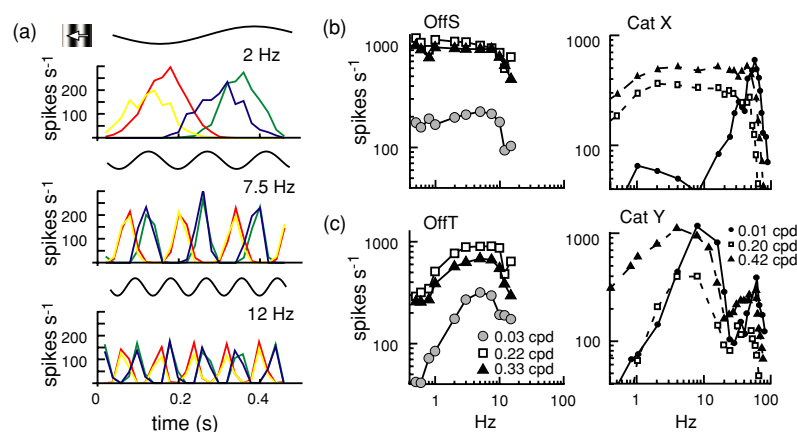 (a)
2 Hz
spikes s-1
200
100
7.5 Hz
spikes s-1
200
100
12 Hz
spikes s-1
200
100
0 0.2 0.4
time (s)
(b)
OffS
spikes s-1
1000
100
Cat X
1000
100
(c)
OffT
spikes s-1
1000
100
0.03 cpd
0.22 cpd
0.33 cpd
1 10 100
Hz
Cat Y
1000
100
0.01 cpd
0.20 cpd
0.42 cpd
1 10 100
Hz